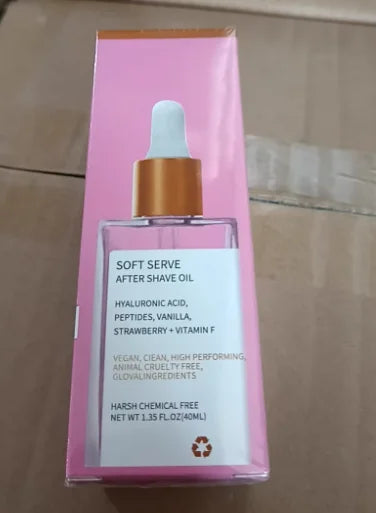 SOFT SERVE
AFTER SHAVE OIL
HYALURONIC ACID,
PEPTIDES, VANILLA,
STRAWBERRY + VITAMIN F
VEGAN, CIEAN, HIGH PERFORMING,
ANIMAL CRUELTY FREE,
GLOVALINGREDIENTS
HARSH CHEMICAL FREE
NET WT 1.35 FL.OZ(40ML)